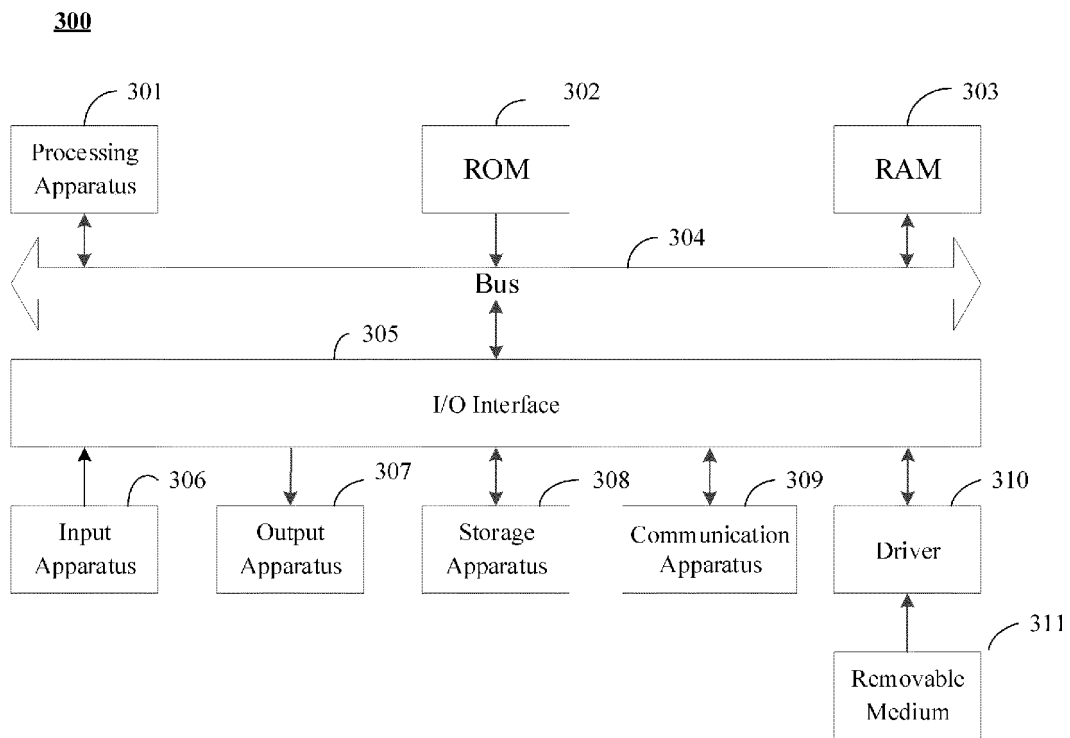 300
301
302
303
Processing
Apparatus
ROM
RAM
304
Bus
305
I/O Interface
306
307
308
309
310
Input
Apparatus
Output
Apparatus
Storage
Apparatus
Communication
Apparatus
Driver
311
Removable
Medium